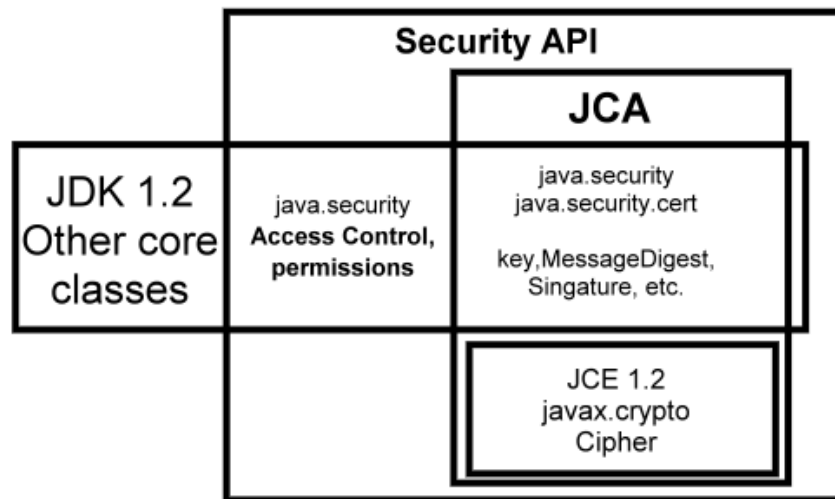 Security API
JCA
JDK 1.2
Other core
classes
java.security
Access Control,
permissions
java.security
java.security.cert
key,MessageDigest,
Singature, etc.
JCE 1.2
javax.crypto
Cipher